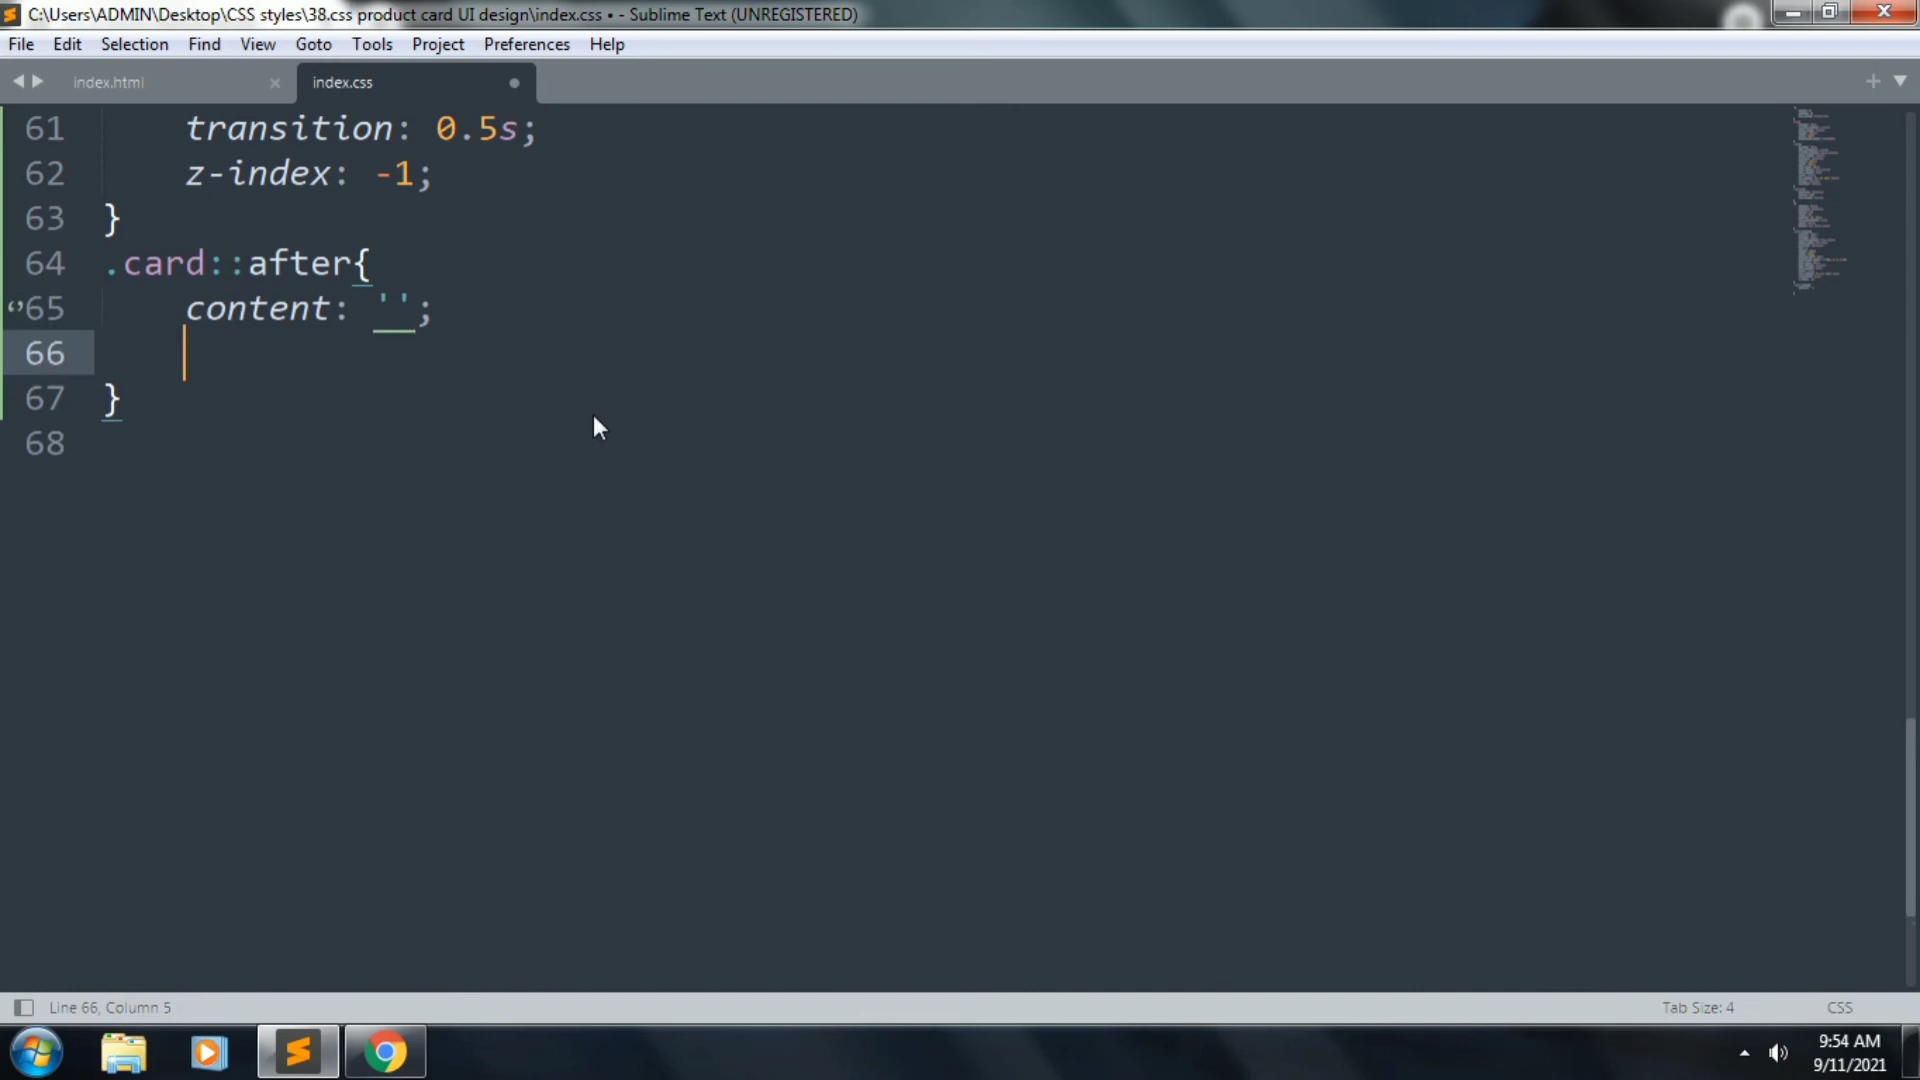 C:\Users\ADMIN\Desktop\CSS styles\38.css product card UI design\index.css • - Sublime Text (UNREGISTERED)
File Edit Selection Find View Goto Tools Project Preferences Help
index.html index.css
61 transition: 0.5s;
62 z-index: -1;
63 }
64 .card::after{
65 content: '';
66
67 }
68
Line 66, Column 5 Tab Size: 4 CSS
9:54 AM
9/11/2021